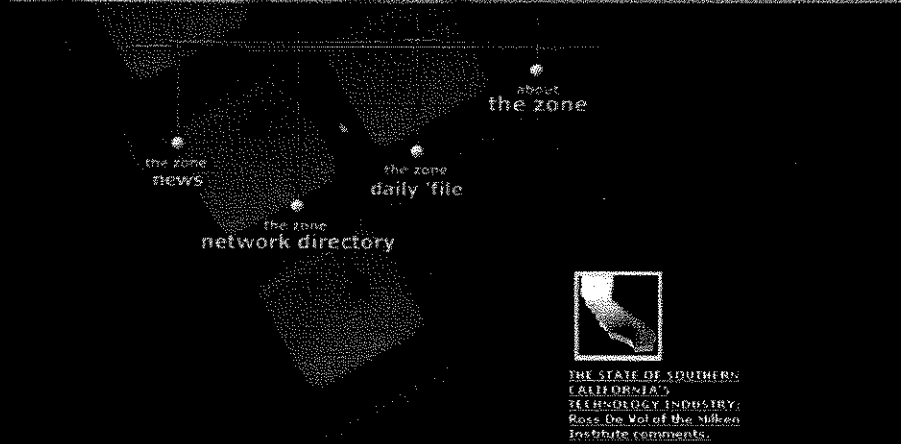 about
the zone
the zone
news
the zone
daily 'file
the zone
network directory
THE STATE OF SOUTHERN
CALIFORNIA'S
TECHNOLOGY INDUSTRY:
Ross De Vol of the Milken
Institute comments.